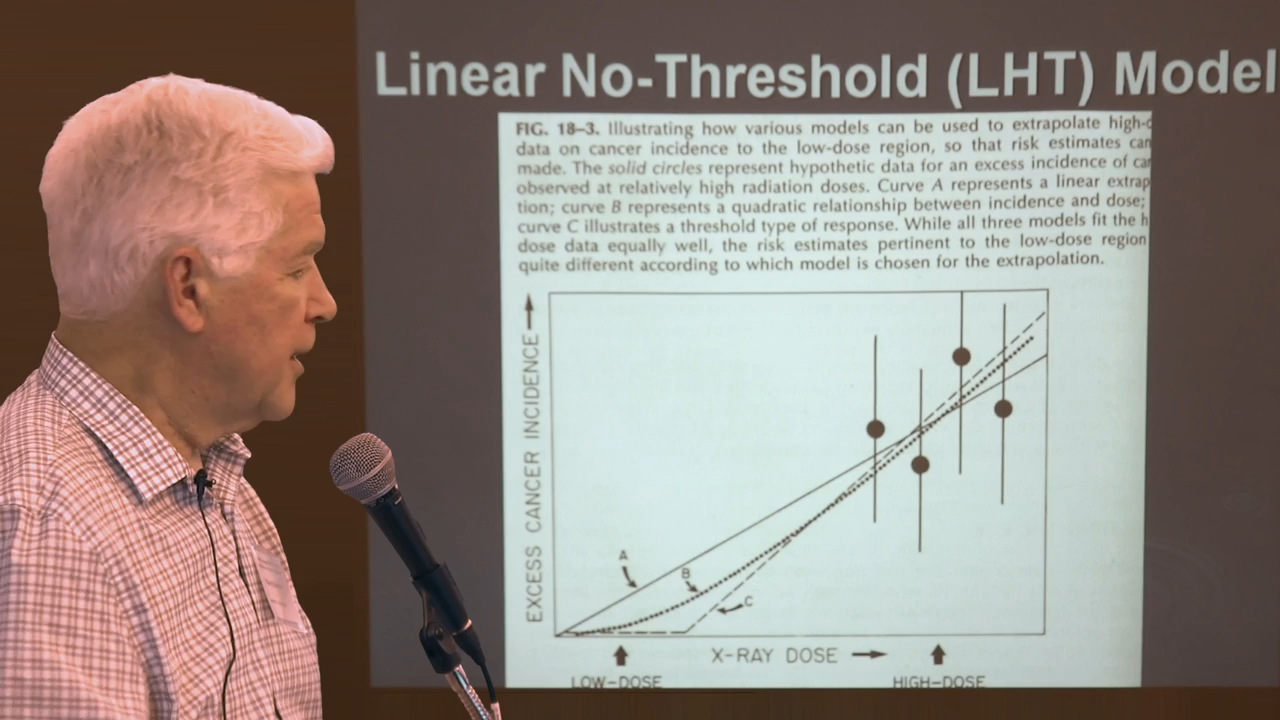 Linear No-Threshold (LHT) Model
FIG. 18–3. Illustrating how various models can be used to extrapolate
data on cancer incidence to the low-dose region, so that risk estimates
made. The solid circles represent hypothetic data for an excess incidence of
observed at relatively high radiation doses. Curve A represents a linear
tion; curve B represents a quadratic relationship between incidence and dose;
curve C illustrates a threshold type of response. While all three models fit the
dose data equally well, the risk estimates pertinent to the low-dose region
quite different according to which model is chosen for the extrapolation.
EXCESS CANCER INCIDENCE
A
B
C
X-RAY DOSE
LOW-DOSE
HIGH-DOSE